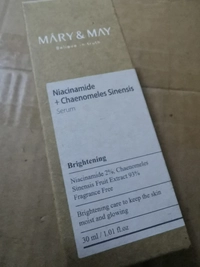 MARY & MAY
Niacinamide
+ Chaenomeles Sinensis
Serum
Brightening
Niacinamide 2%, Chaenomeles
Sinensis Fruit Extract 95%
Fragrance Free
Brightening care to keep the skin
moist and glowing
30 ml / 1.01 fl.oz